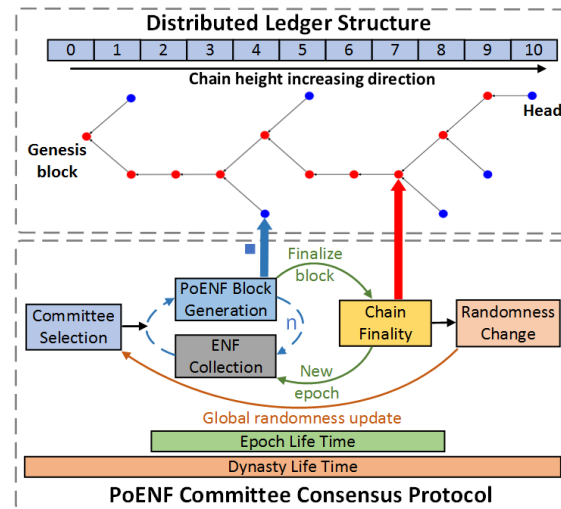 Distributed Ledger Structure
0 1 2 3 4 5 6 7 8 9 10
Chain height increasing direction
Head
Genesis
block
Finalize
block
PoENF Block
Generation
Committee
Selection
n
Chain
Finality
Randomness
Change
ENF
Collection
New
epoch
Global randomness update
Epoch Life Time
Dynasty Life Time
PoENF Committee Consensus Protocol